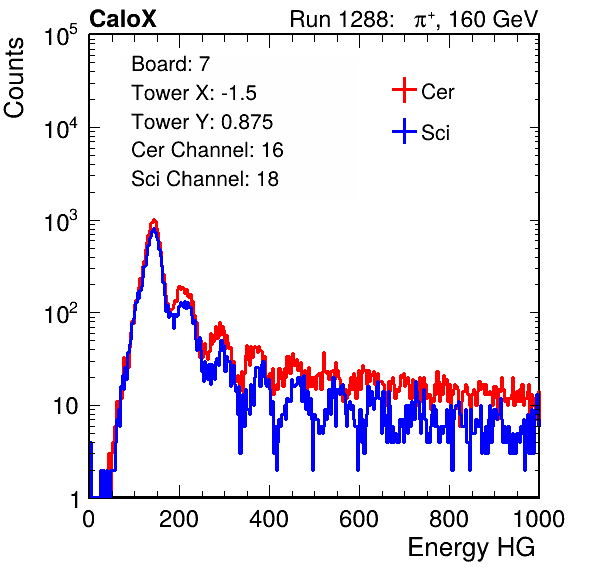 CaloX Run 1288: π⁺, 160 GeV
Counts
10⁵
10⁴
10³
10²
10
1
Board: 7
Tower X: -1.5
Tower Y: 0.875
Cer Channel: 16
Sci Channel: 18
Cer
Sci
0 200 400 600 800 1000
Energy HG